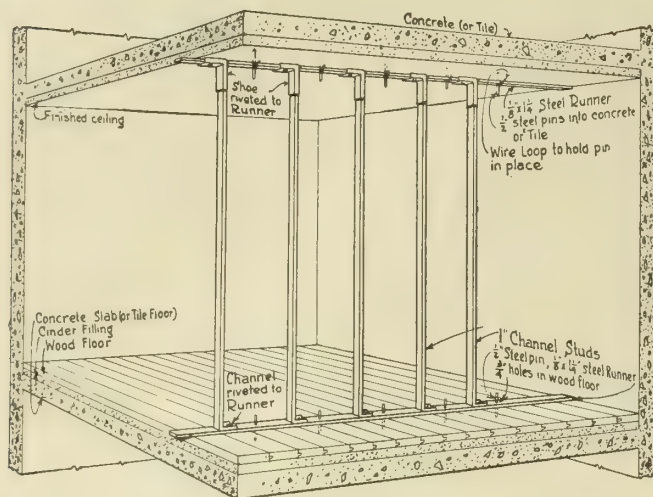 Concrete (or Tile)
Shoe
riveted to
Runner
Finished ceiling
1/8" x 1 1/4" Steel Runner
1/2" steel pins into concrete
or Tile
Wire Loop to hold pin
in place
Concrete Slab (or Tile Floor)
Cinder Filling
Wood Floor
Channel
riveted to
Runner
1" Channel Studs
1/2" Steel pin, 1/8" x 1 1/4" steel Runner
3/4" holes in wood floor